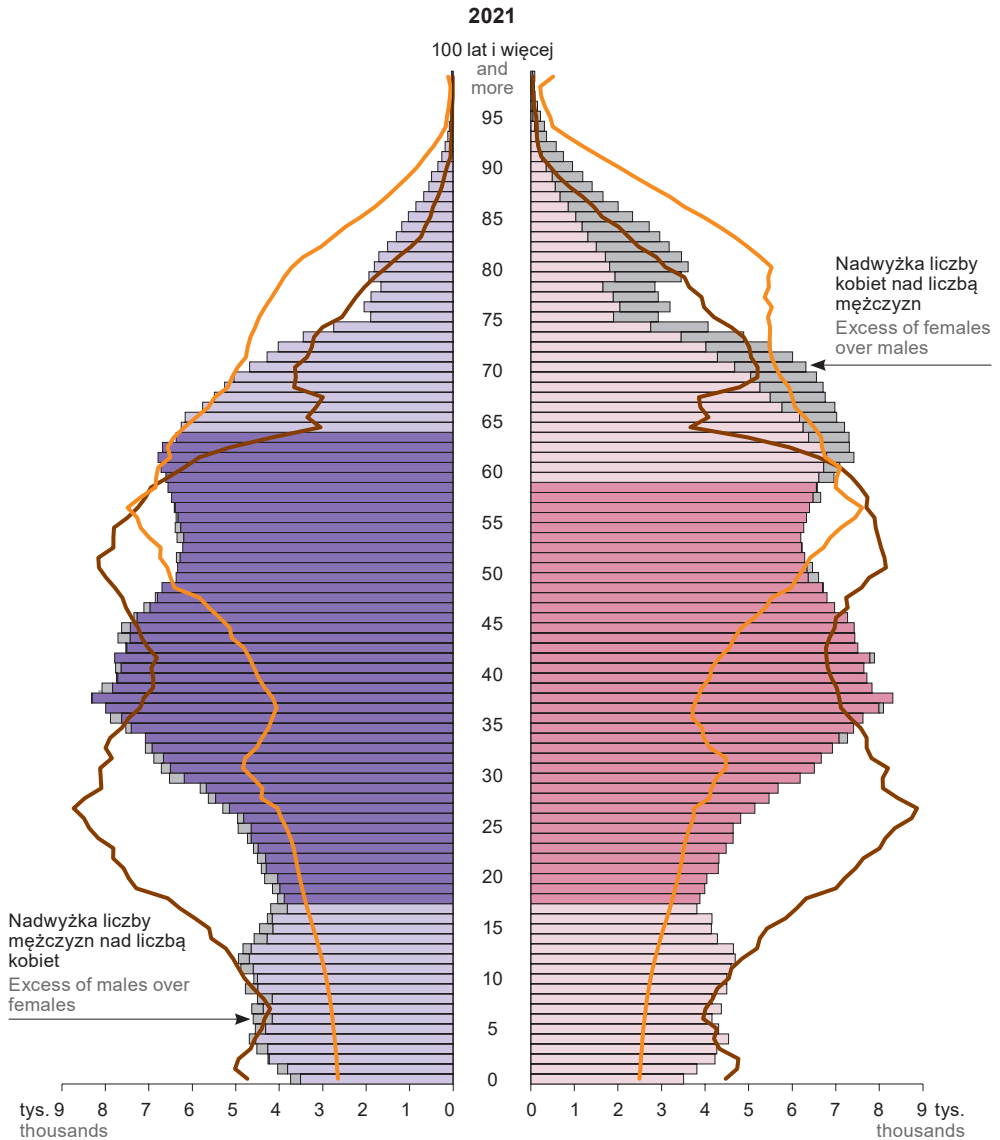 2021
100 lat i więcej
and
more
95
90
85
80
75
70
65
60
55
50
45
40
35
30
25
20
15
10
5
0
Nadwyżka liczby
kobiet nad liczbą
mężczyzn
Excess of females
over males
Nadwyżka liczby
mężczyzn nad liczbą
kobiet
Excess of males over
females
tys. 9 8 7 6 5 4 3 2 1 0
thousands
0 1 2 3 4 5 6 7 8 9 tys.
thousands